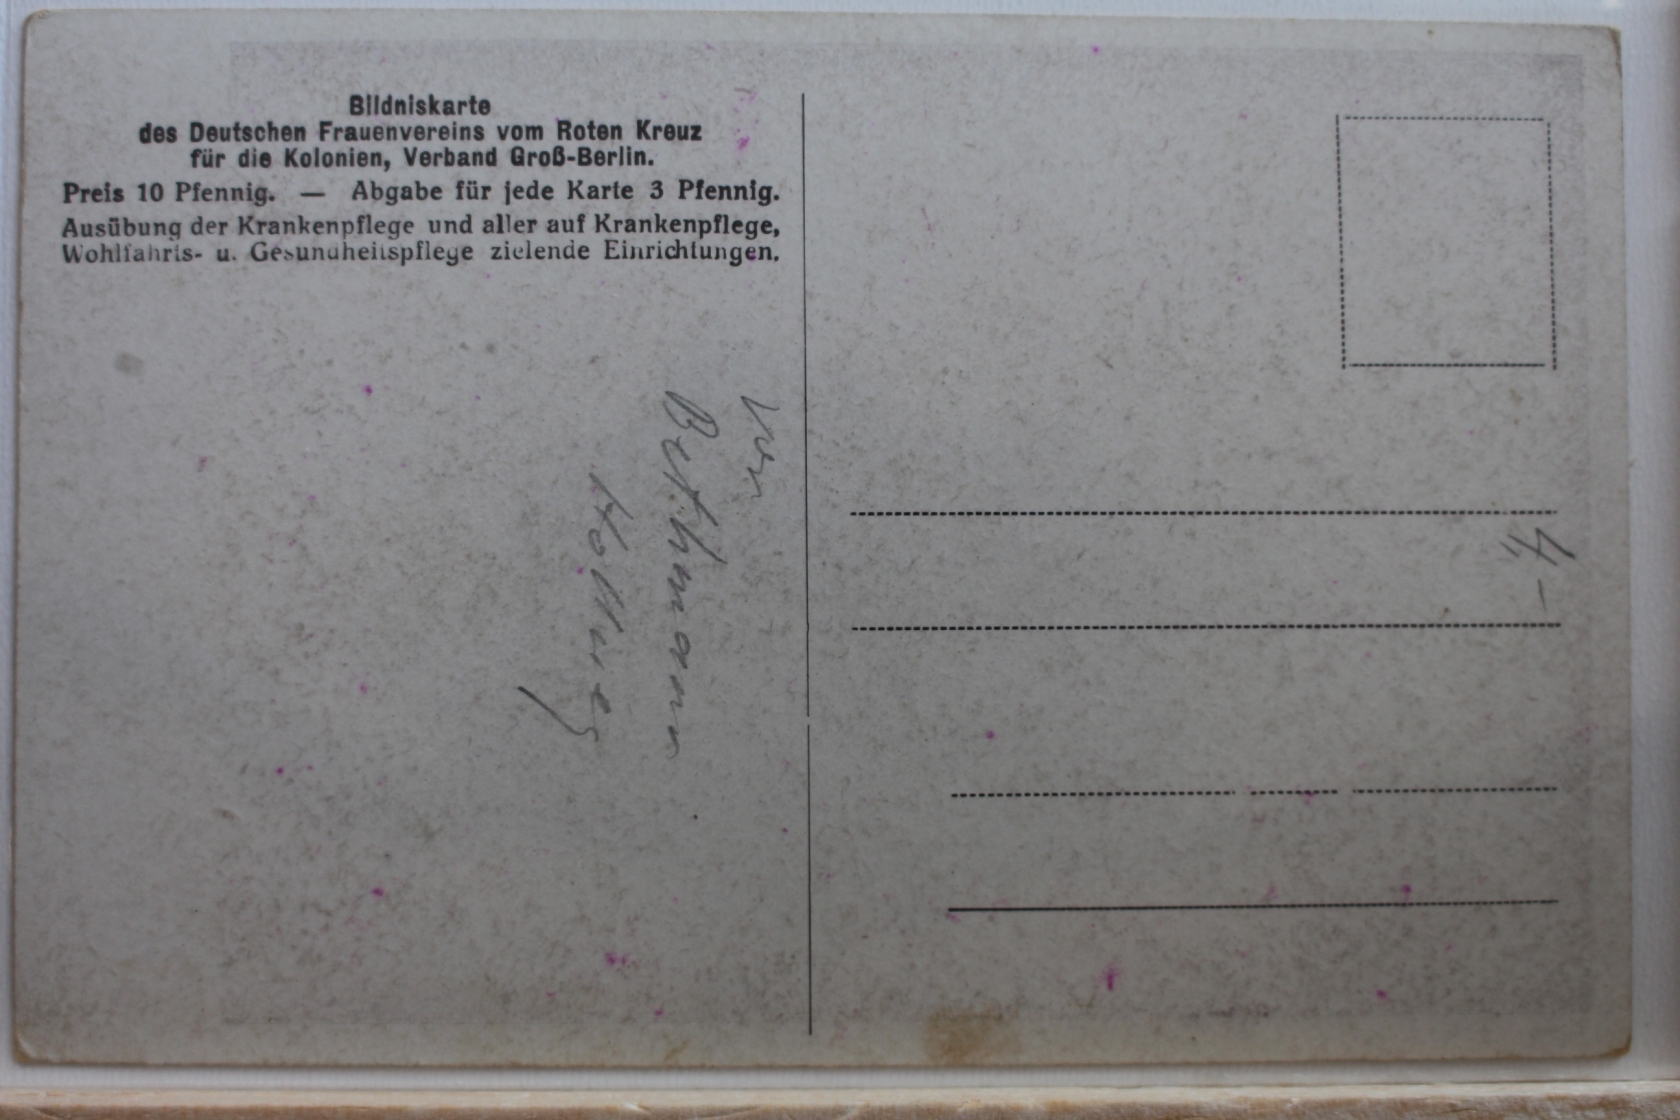 Bildniskarte
des Deutschen Frauenvereins vom Roten Kreuz
für die Kolonien, Verband Groß-Berlin.
Preis 10 Pfennig. — Abgabe für jede Karte 3 Pfennig.
Ausübung der Krankenpflege und aller auf Krankenpflege,
Wohlfahrts- u. Gesundheitspflege zielende Einrichtungen.
von
Bethmann
Hollweg
4,-